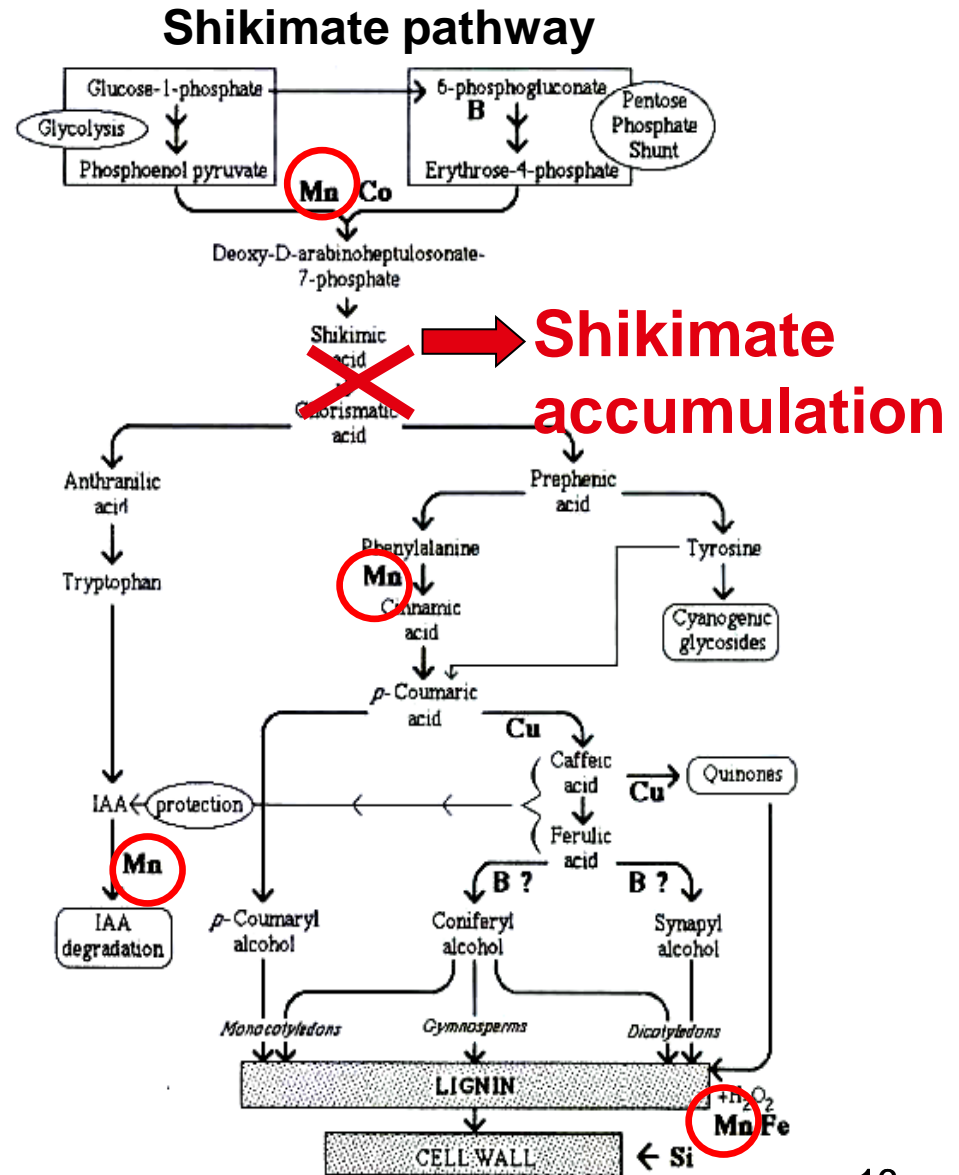 Shikimate pathway
Glucose-1-phosphate
6-phosphogluconate
B
Glycolysis
Pentose
Phosphate
Shunt
Phosphoenol pyruvate
Erythrose-4-phosphate
Mn Co
Deoxy-D-arabinoheptulosonate-
7-phosphate
Shikimic
acid
Shikimate
accumulation
Chorismatic
acid
Anthranilic
acid
Prephenic
acid
Phenylalanine
Tyrosine
Mn
Tryptophan
Cinnamic
acid
Cyanogenic
glycosides
p-Coumaric
acid
Cu
Caffeic
acid
Cu
Quinones
IAA
protection
Ferulic
acid
Mn
B ?
B ?
IAA
degradation
p-Coumaryl
alcohol
Coniferyl
alcohol
Synapyl
alcohol
Monocotyledons
Gymnosperms
Dicotyledons
LIGNIN
+H2O2
Mn Fe
CELL WALL
Si